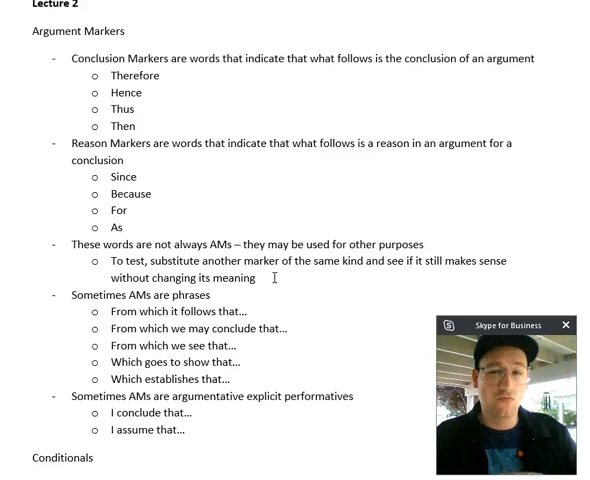 Lecture 2
Argument Markers
- Conclusion Markers are words that indicate that what follows is the conclusion of an argument
o Therefore
o Hence
o Thus
o Then
- Reason Markers are words that indicate that what follows is a reason in an argument for a
conclusion
o Since
o Because
o For
o As
- These words are not always AMs – they may be used for other purposes
o To test, substitute another marker of the same kind and see if it still makes sense
without changing its meaning
- Sometimes AMs are phrases
o From which it follows that...
o From which we may conclude that...
o From which we see that...
o Which goes to show that...
o Which establishes that...
- Sometimes AMs are argumentative explicit performatives
o I conclude that...
o I assume that...
Conditionals
Skype for Business